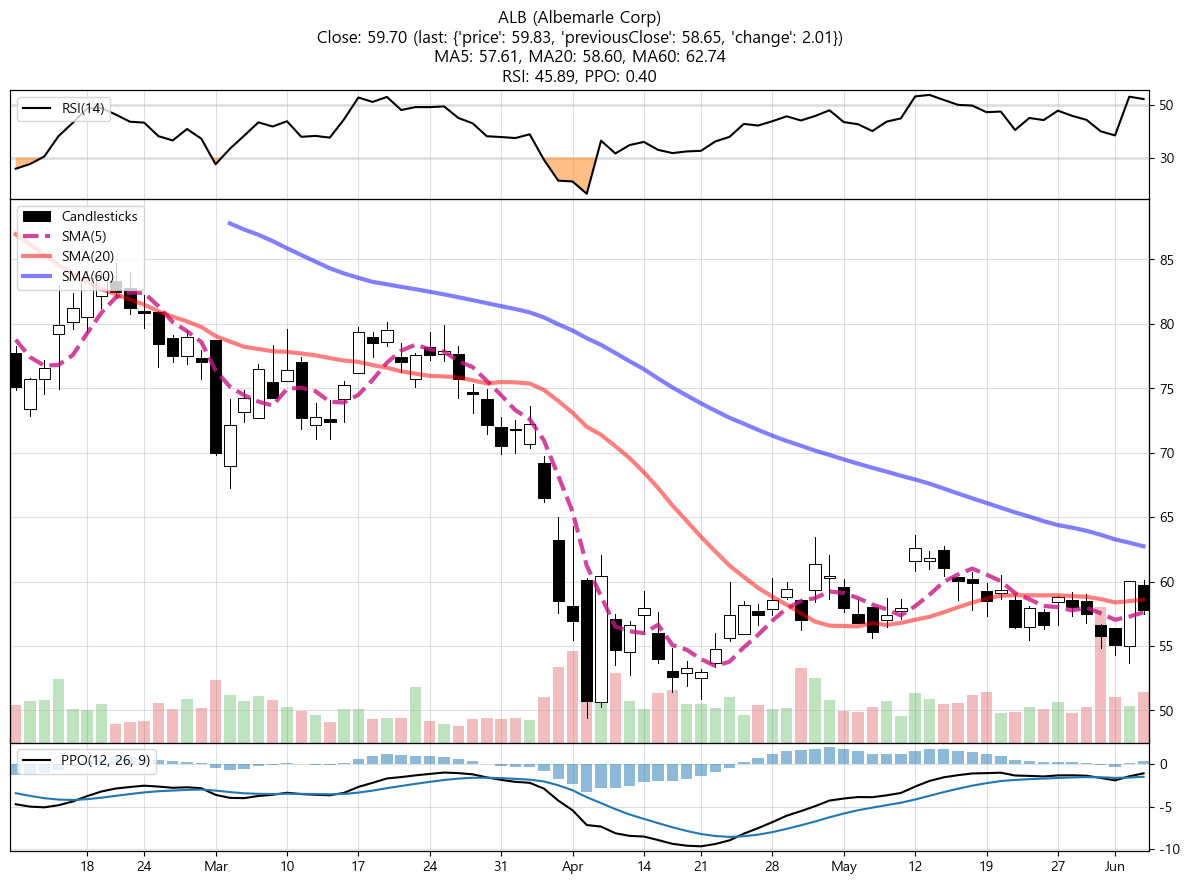 ALB (Albemarle Corp)
Close: 59.70 (last: {'price': 59.83, 'previousClose': 58.65, 'change': 2.01})
MA5: 57.61, MA20: 58.60, MA60: 62.74
RSI: 45.89, PPO: 0.40
RSI(14)
50
30
Candlesticks
SMA(5)
SMA(20)
SMA(60)
85
80
75
70
65
60
55
50
PPO(12, 26, 9)
0
-5
-10
18 24 Mar 10 17 24 31 Apr 14 21 28 May 12 19 27 Jun